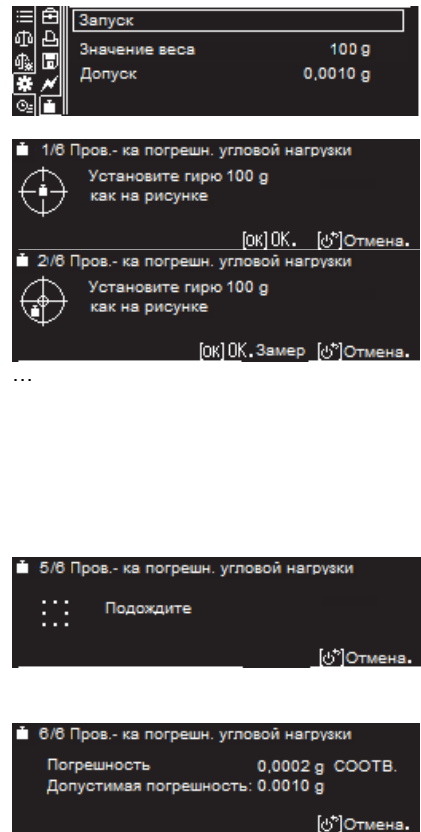 Запуск
Значение веса 100 g
Допуск 0,0010 g
1/6 Пров.- ка погрешн. угловой нагрузки
Установите гирю 100 g
как на рисунке
[OK] OK. [⏻↰]Отмена.
2\/6 Пров.- ка погрешн. угловой нагрузки
Установите гирю 100 g
как на рисунке
[OK] OK.Замер [⏻↰]Отмена.
...
5/6 Пров.- ка погрешн. угловой нагрузки
Подождите
[⏻↰]Отмена.
6/6 Пров.- ка погрешн. угловой нагрузки
Погрешность 0,0002 g СООТВ.
Допустимая погрешность: 0.0010 g
[⏻↰]Отмена.